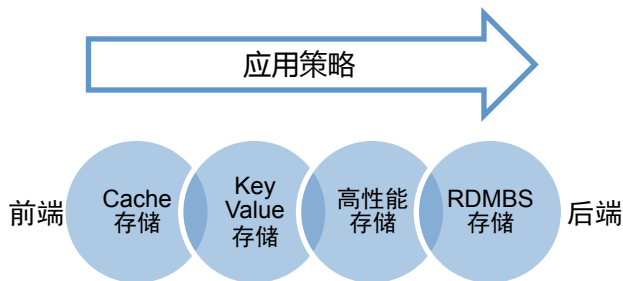 应用策略
前端
Cache
存储
Key
Value
存储
高性能
存储
RDMBS
存储
后端